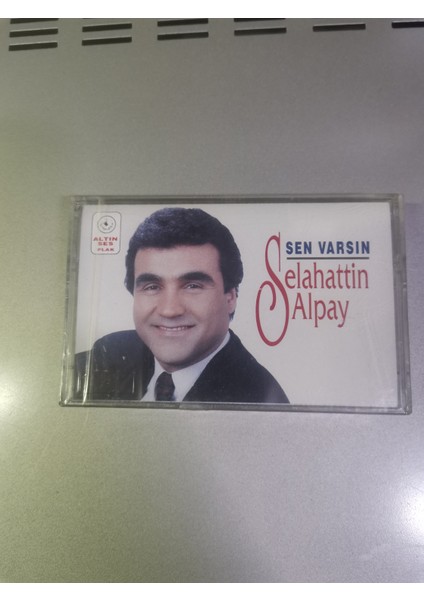 ALTIN
SES
PLAK
SEN VARSIN
Selahattin
Alpay